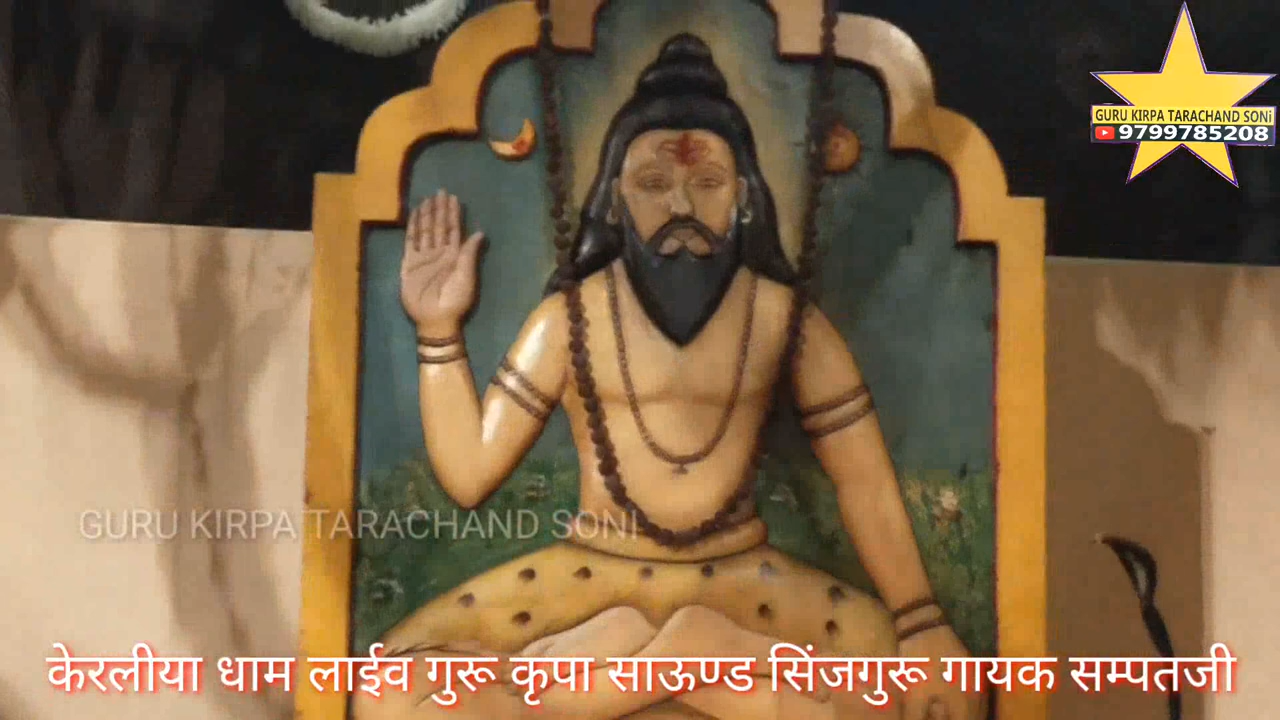 GURU KIRPA TARACHAND SONi
9799785208
GURU KIRPA TARACHAND SONI
केरलीया धाम लाईव गुरू कृपा साऊण्ड सिंजगुरू गायक सम्पतजी